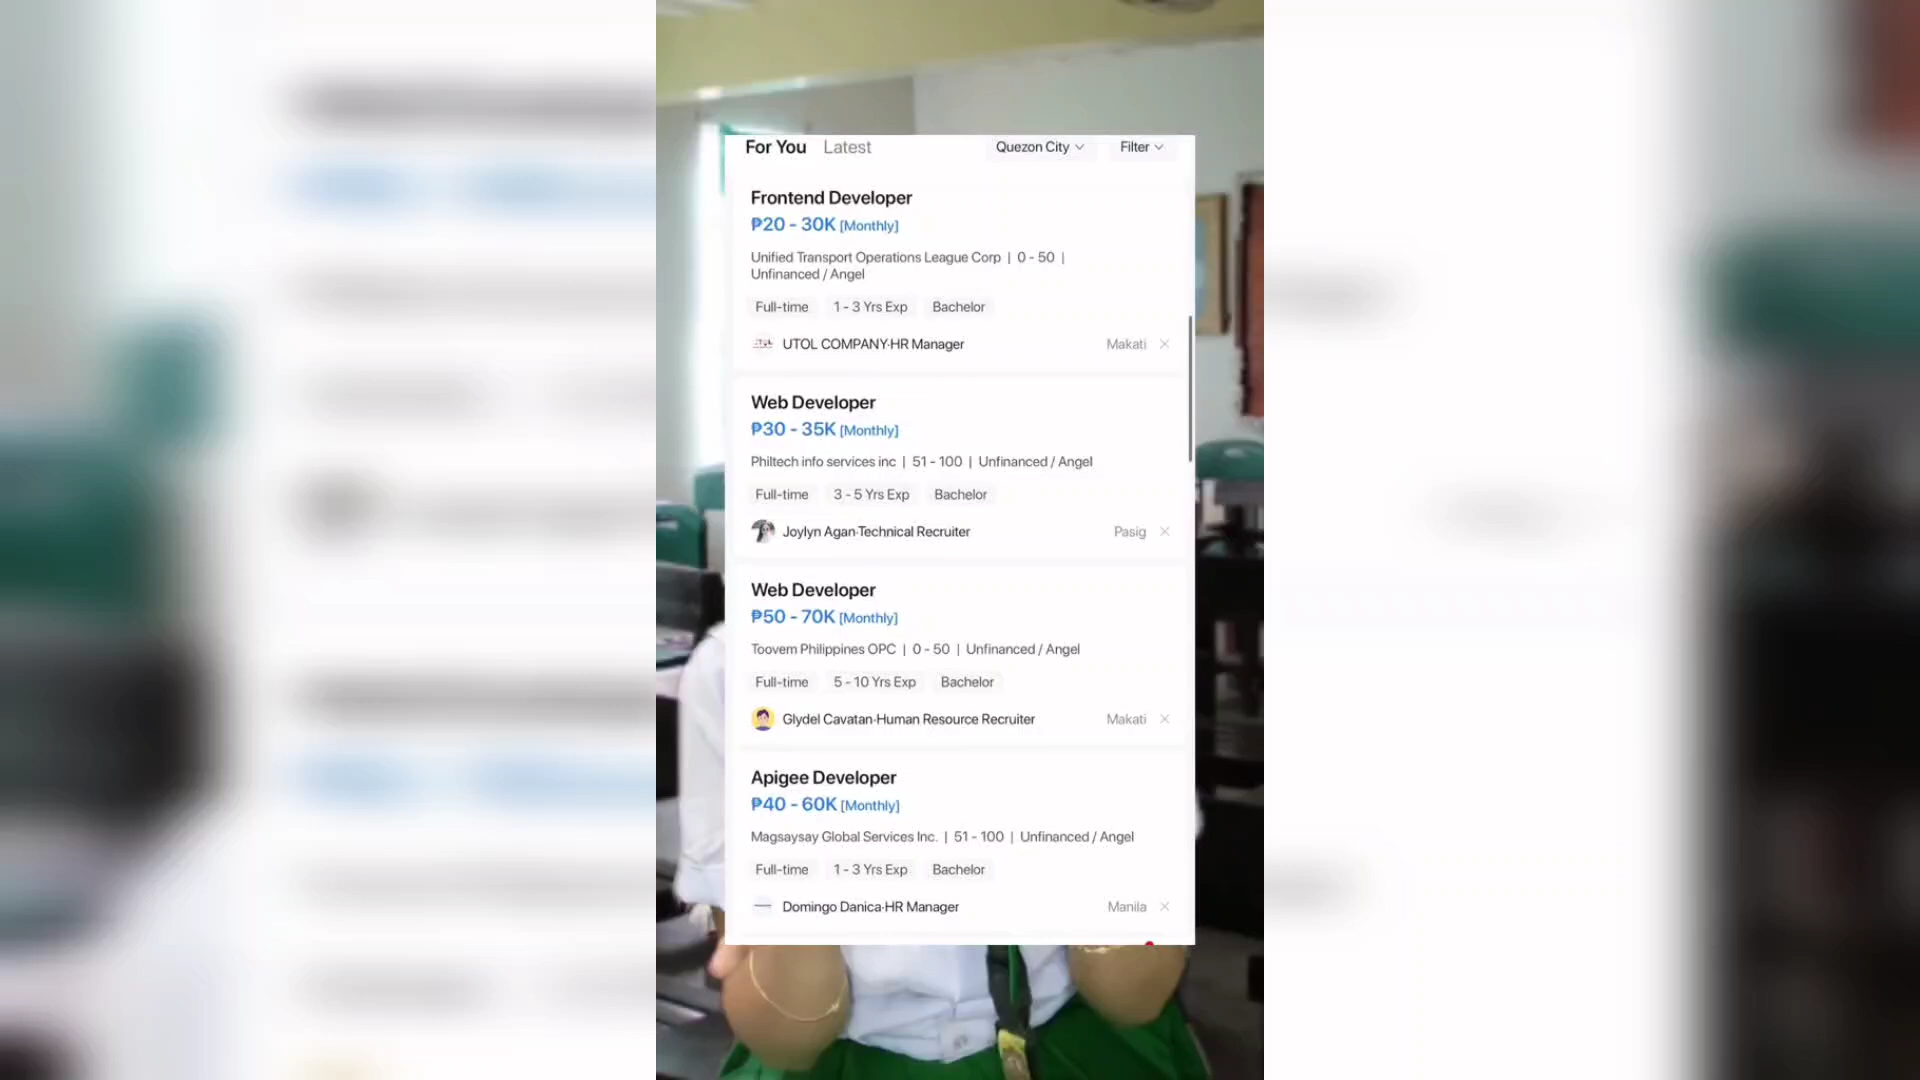 For You Latest Quezon City Filter
Frontend Developer
₱20 - 30K [Monthly]
Unified Transport Operations League Corp | 0 - 50 |
Unfinanced / Angel
Full-time 1 - 3 Yrs Exp Bachelor
UTOL COMPANY·HR Manager Makati
Web Developer
₱30 - 35K [Monthly]
Philtech info services inc | 51 - 100 | Unfinanced / Angel
Full-time 3 - 5 Yrs Exp Bachelor
Joylyn Agan·Technical Recruiter Pasig
Web Developer
₱50 - 70K [Monthly]
Toovem Philippines OPC | 0 - 50 | Unfinanced / Angel
Full-time 5 - 10 Yrs Exp Bachelor
Glydel Cavatan·Human Resource Recruiter Makati
Apigee Developer
₱40 - 60K [Monthly]
Magsaysay Global Services Inc. | 51 - 100 | Unfinanced / Angel
Full-time 1 - 3 Yrs Exp Bachelor
Domingo Danica·HR Manager Manila